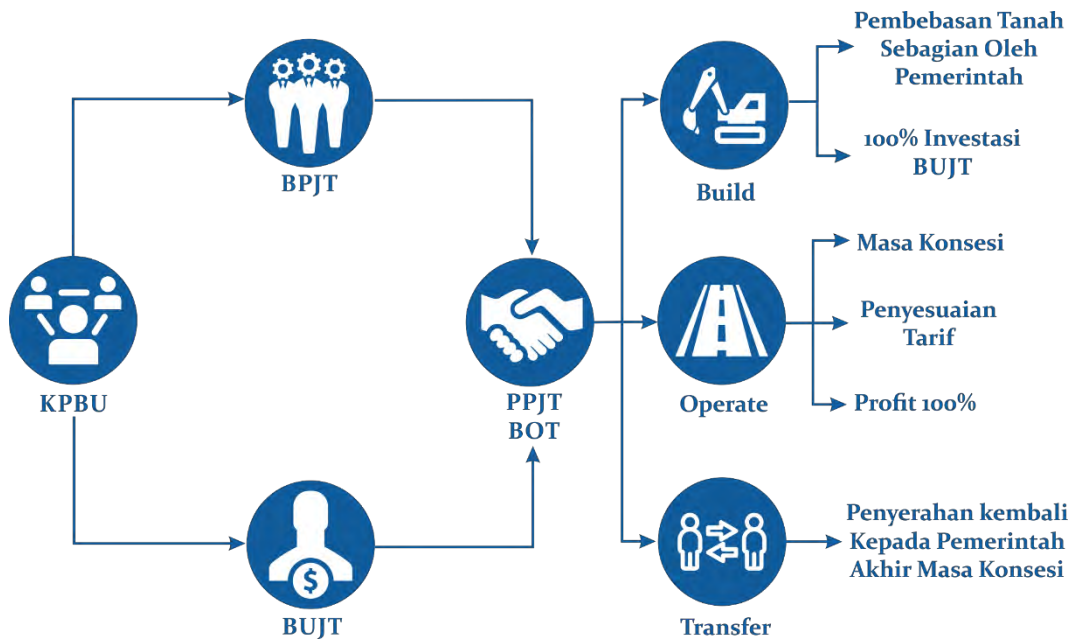 BPJT
KPBU
BUJT
PPJT
BOT
Build
Pembebasan Tanah
Sebagian Oleh
Pemerintah
100% Investasi
BUJT
Operate
Masa Konsesi
Penyesuaian
Tarif
Profit 100%
Transfer
Penyerahan kembali
Kepada Pemerintah
Akhir Masa Konsesi
$